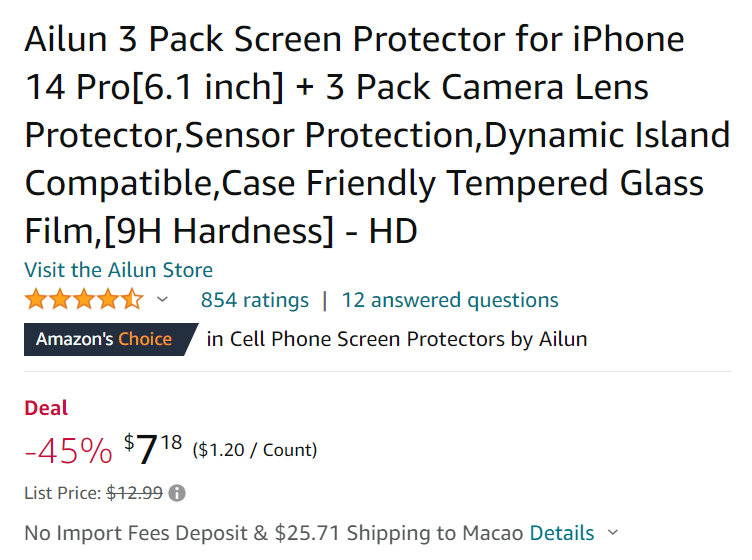 Ailun 3 Pack Screen Protector for iPhone
14 Pro[6.1 inch] + 3 Pack Camera Lens
Protector,Sensor Protection,Dynamic Island
Compatible,Case Friendly Tempered Glass
Film,[9H Hardness] - HD
Visit the Ailun Store
854 ratings | 12 answered questions
Amazon's Choice in Cell Phone Screen Protectors by Ailun
Deal
-45% $7 18 ($1.20 / Count)
List Price: $12.99
No Import Fees Deposit & $25.71 Shipping to Macao Details